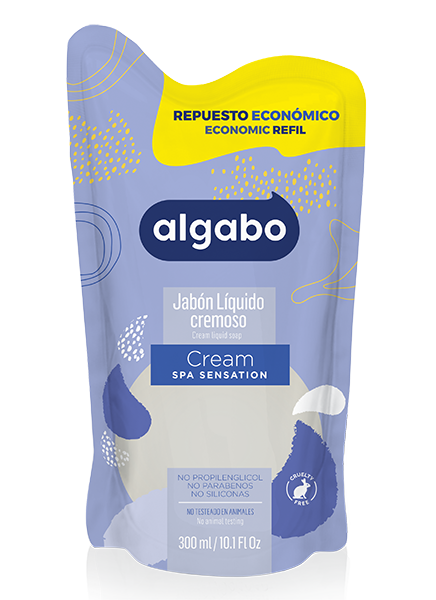 REPUESTO ECONÓMICO
ECONOMIC REFIL
algabo
Jabón Líquido
cremoso
Cream liquid soap
Cream
SPA SENSATION
NO PROPILENGLICOL
NO PARABENOS
NO SILICONAS
NO TESTEADO EN ANIMALES
No animal testing
CRUELTY
FREE
300 ml / 10.1 Fl Oz